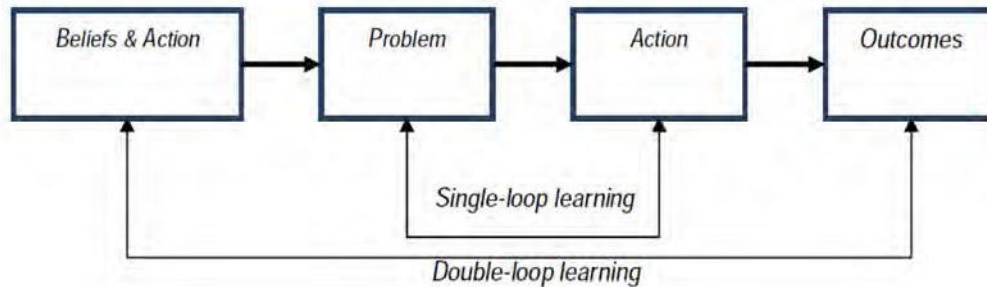 Beliefs & Action
Problem
Action
Outcomes
Single-loop learning
Double-loop learning